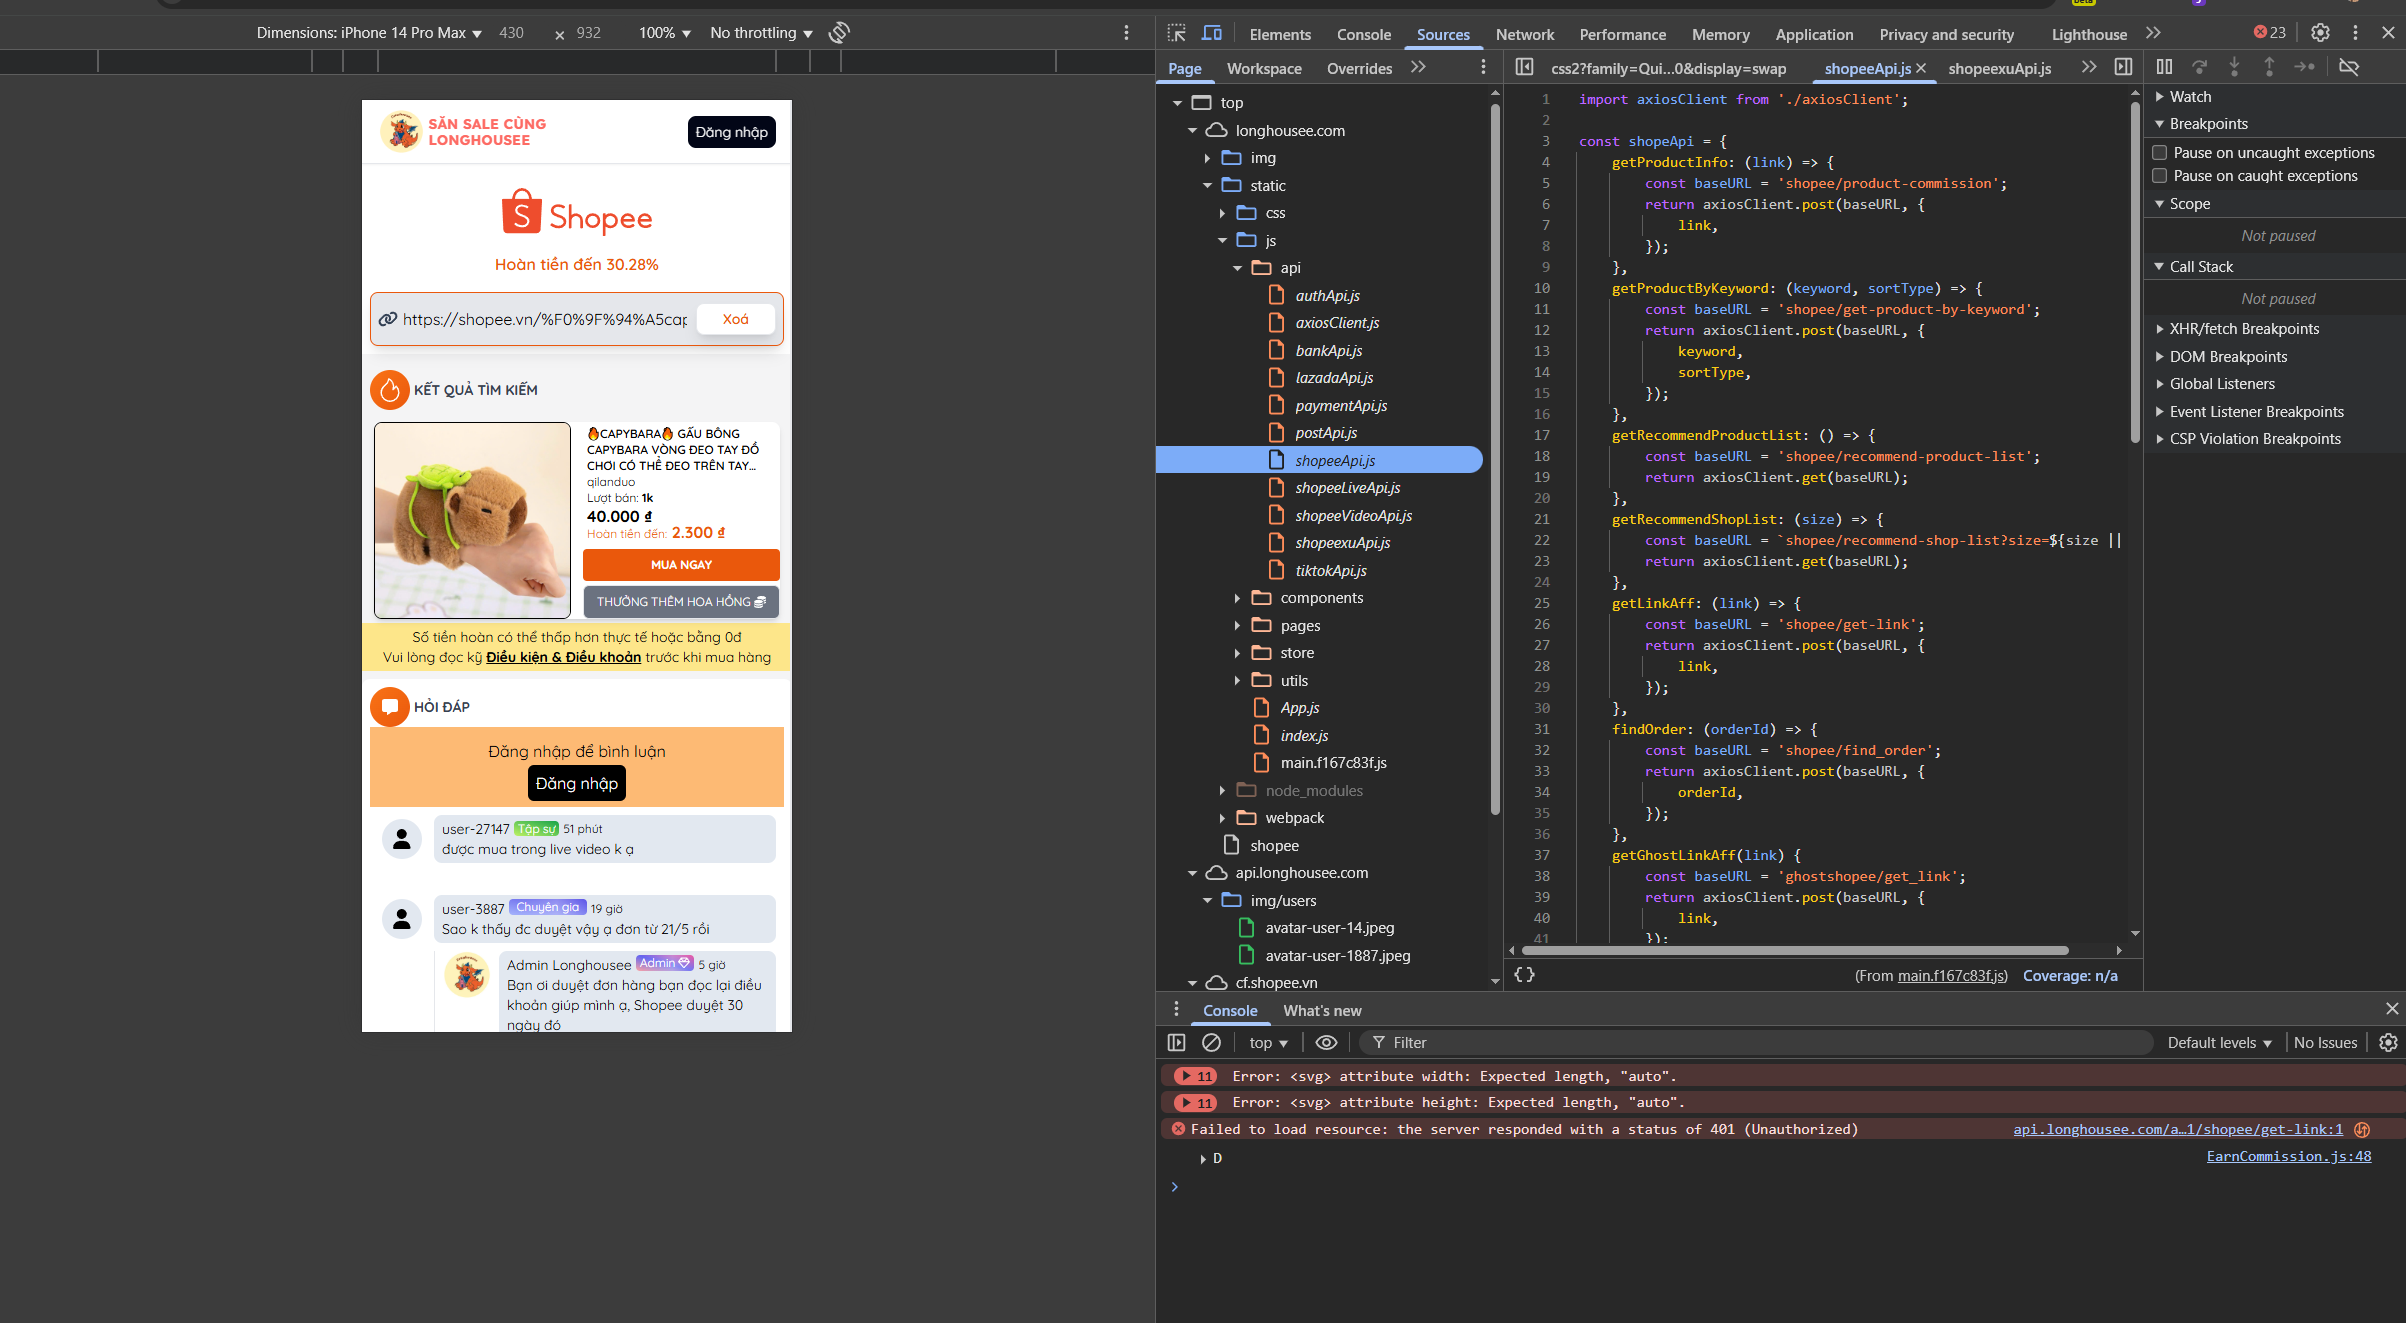 Dimensions: iPhone 14 Pro Max ▼ 430 × 932 100% ▼ No throttling ▼
SĂN SALE CÙNG
LONGHOUSEE
Đăng nhập
Shopee
Hoàn tiền đến 30.28%
https://shopee.vn/%F0%9F%94%A5cap
Xoá
KẾT QUẢ TÌM KIẾM
🔥CAPYBARA🔥 GẤU BÔNG
CAPYBARA VÒNG ĐEO TAY ĐỒ
CHƠI CÓ THỂ ĐEO TRÊN TAY...
qilanduo
Lượt bán: 1k
40.000 ₫
Hoàn tiền đến: 2.300 ₫
MUA NGAY
THƯỞNG THÊM HOA HỒNG
Số tiền hoàn có thể thấp hơn thực tế hoặc bằng 0đ
Vui lòng đọc kỹ Điều kiện & Điều khoản trước khi mua hàng
HỎI ĐÁP
Đăng nhập để bình luận
Đăng nhập
user-27147 Tập sự 51 phút
được mua trong live video k ạ
user-3887 Chuyên gia 19 giờ
Sao k thấy đc duyệt vậy ạ đơn từ 21/5 rồi
Admin Longhousee Admin 5 giờ
Bạn ơi duyệt đơn hàng bạn đọc lại điều
khoản giúp mình ạ, Shopee duyệt 30
ngày đó
Elements Console Sources Network Performance Memory Application Privacy and security Lighthouse 23
Page Workspace Overrides
top
longhousee.com
img
static
css
js
api
authApi.js
axiosClient.js
bankApi.js
lazadaApi.js
paymentApi.js
postApi.js
shopeeApi.js
shopeeLiveApi.js
shopeeVideoApi.js
shopeexuApi.js
tiktokApi.js
components
pages
store
utils
App.js
index.js
main.f167c83f.js
node_modules
webpack
shopee
api.longhousee.com
img/users
avatar-user-14.jpeg
avatar-user-1887.jpeg
cf.shopee.vn
css2?family=Qui...0&display=swap shopeeApi.js shopeexuApi.js
1 import axiosClient from './axiosClient';
2
3 const shopeApi = {
4 getProductInfo: (link) => {
5 const baseURL = 'shopee/product-commission';
6 return axiosClient.post(baseURL, {
7 link,
8 });
9 },
10 getProductByKeyword: (keyword, sortType) => {
11 const baseURL = 'shopee/get-product-by-keyword';
12 return axiosClient.post(baseURL, {
13 keyword,
14 sortType,
15 });
16 },
17 getRecommendProductList: () => {
18 const baseURL = 'shopee/recommend-product-list';
19 return axiosClient.get(baseURL);
20 },
21 getRecommendShopList: (size) => {
22 const baseURL = `shopee/recommend-shop-list?size=${size ||
23 return axiosClient.get(baseURL);
24 },
25 getLinkAff: (link) => {
26 const baseURL = 'shopee/get-link';
27 return axiosClient.post(baseURL, {
28 link,
29 });
30 },
31 findOrder: (orderId) => {
32 const baseURL = 'shopee/find_order';
33 return axiosClient.post(baseURL, {
34 orderId,
35 });
36 },
37 getGhostLinkAff(link) {
38 const baseURL = 'ghostshopee/get_link';
39 return axiosClient.post(baseURL, {
40 link,
41 });
{} (From main.f167c83f.js) Coverage: n/a
Watch
Breakpoints
Pause on uncaught exceptions
Pause on caught exceptions
Scope
Not paused
Call Stack
Not paused
XHR/fetch Breakpoints
DOM Breakpoints
Global Listeners
Event Listener Breakpoints
CSP Violation Breakpoints
Console What's new
top ▼ Filter Default levels ▼ No Issues
11 Error: <svg> attribute width: Expected length, "auto".
11 Error: <svg> attribute height: Expected length, "auto".
Failed to load resource: the server responded with a status of 401 (Unauthorized) api.longhousee.com/a…1/shopee/get-link:1
D EarnCommission.js:48